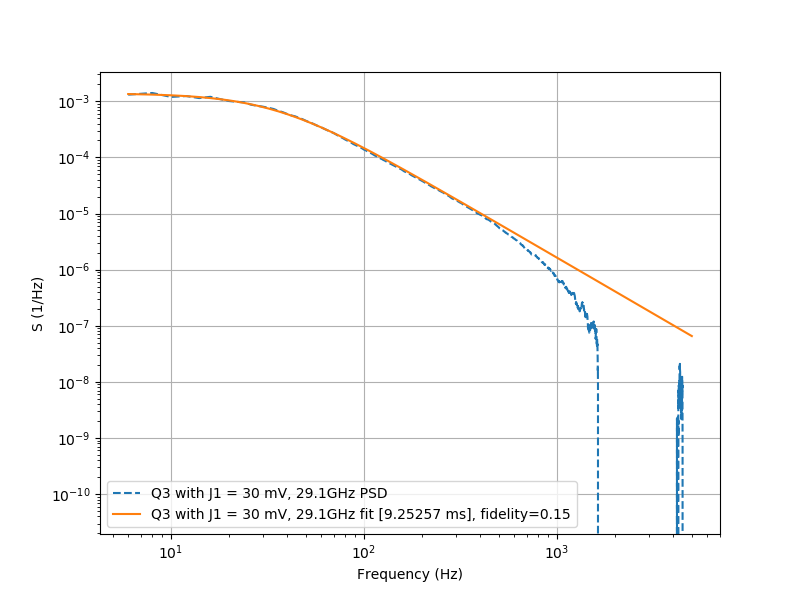 10⁻³
10⁻⁴
10⁻⁵
10⁻⁶
10⁻⁷
10⁻⁸
10⁻⁹
10⁻¹⁰
S (1/Hz)
Q3 with J1 = 30 mV, 29.1GHz PSD
Q3 with J1 = 30 mV, 29.1GHz fit [9.25257 ms], fidelity=0.15
10¹ 10² 10³
Frequency (Hz)